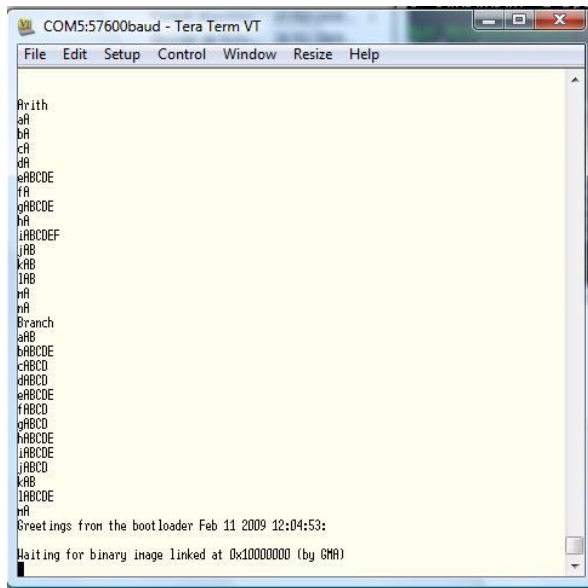 COM5:57600baud - Tera Term VT
File Edit Setup Control Window Resize Help
Arith
aA
bA
cA
dA
eABCDE
fA
gABCDE
hA
iABCDEF
jAB
kAB
lAB
mA
nA
Branch
aAB
bABCDE
cABCD
dABCD
eABCDE
fABCD
gABCD
hABCDE
iABCDE
jABCD
kAB
lABCDE
mA
Greetings from the bootloader Feb 11 2009 12:04:53:
Waiting for binary image linked at 0x10000000 (by GMA)